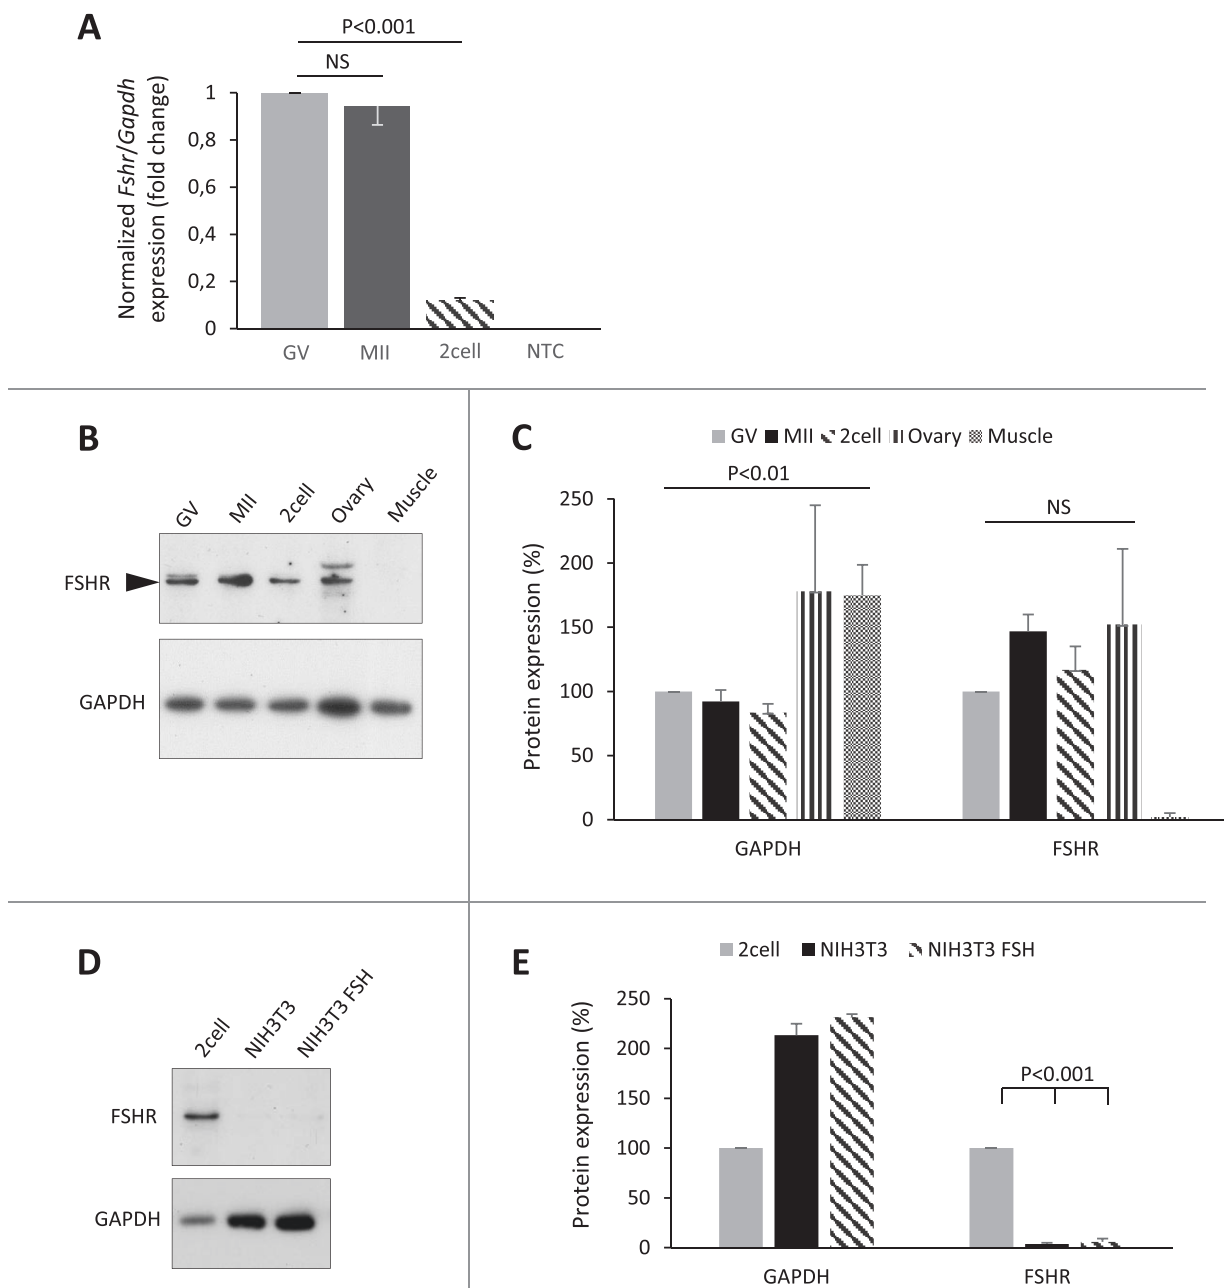 A
P<0.001
NS
Normalized Fshr/Gapdh
expression (fold change)
1
0,8
0,6
0,4
0,2
0
GV MII 2cell NTC
B
GV MII 2cell Ovary Muscle
FSHR
GAPDH
C
GV MII 2cell Ovary Muscle
P<0.01
NS
Protein expression (%)
250
200
150
100
50
0
GAPDH FSHR
D
2cell NIH3T3 NIH3T3 FSH
FSHR
GAPDH
E
2cell NIH3T3 NIH3T3 FSH
P<0.001
Protein expression (%)
250
200
150
100
50
0
GAPDH FSHR